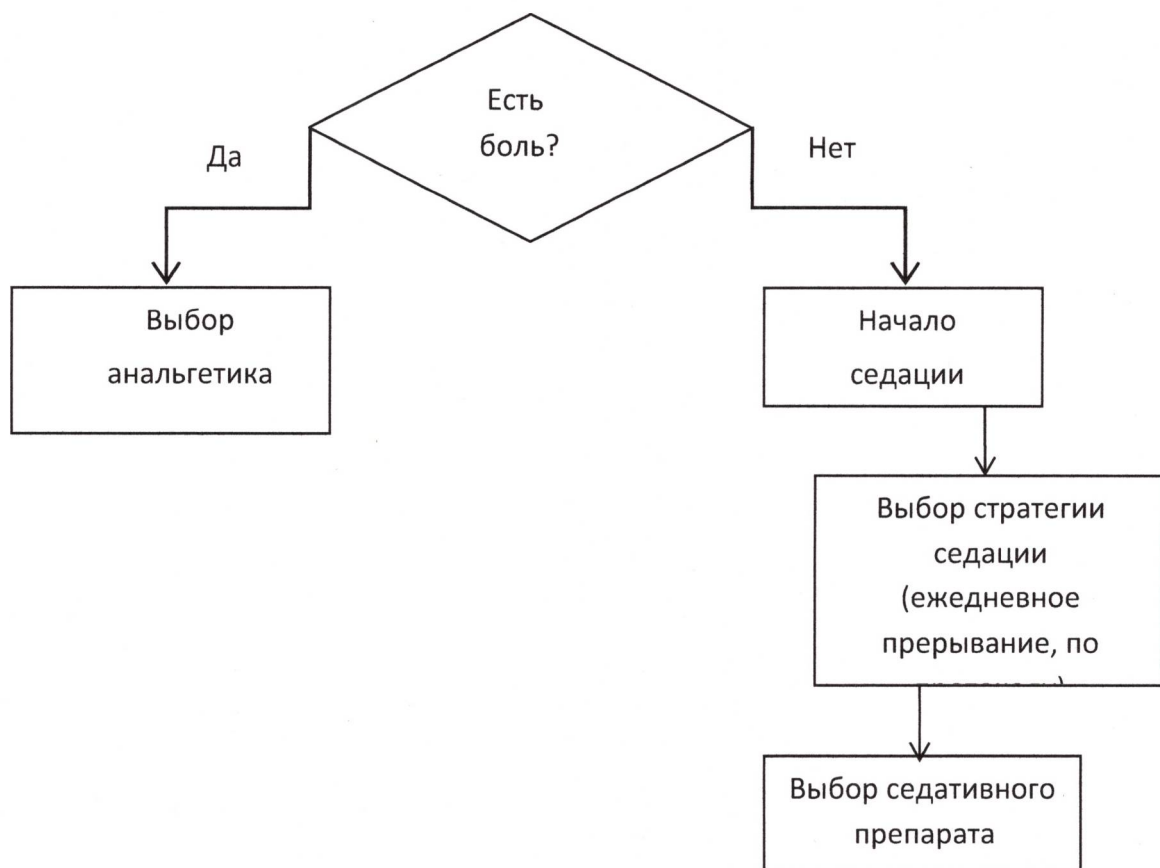 Есть
боль?
Да
Нет
Выбор
анальгетика
Начало
седации
Выбор стратегии
седации
(ежедневное
прерывание, по
Выбор седативного
препарата